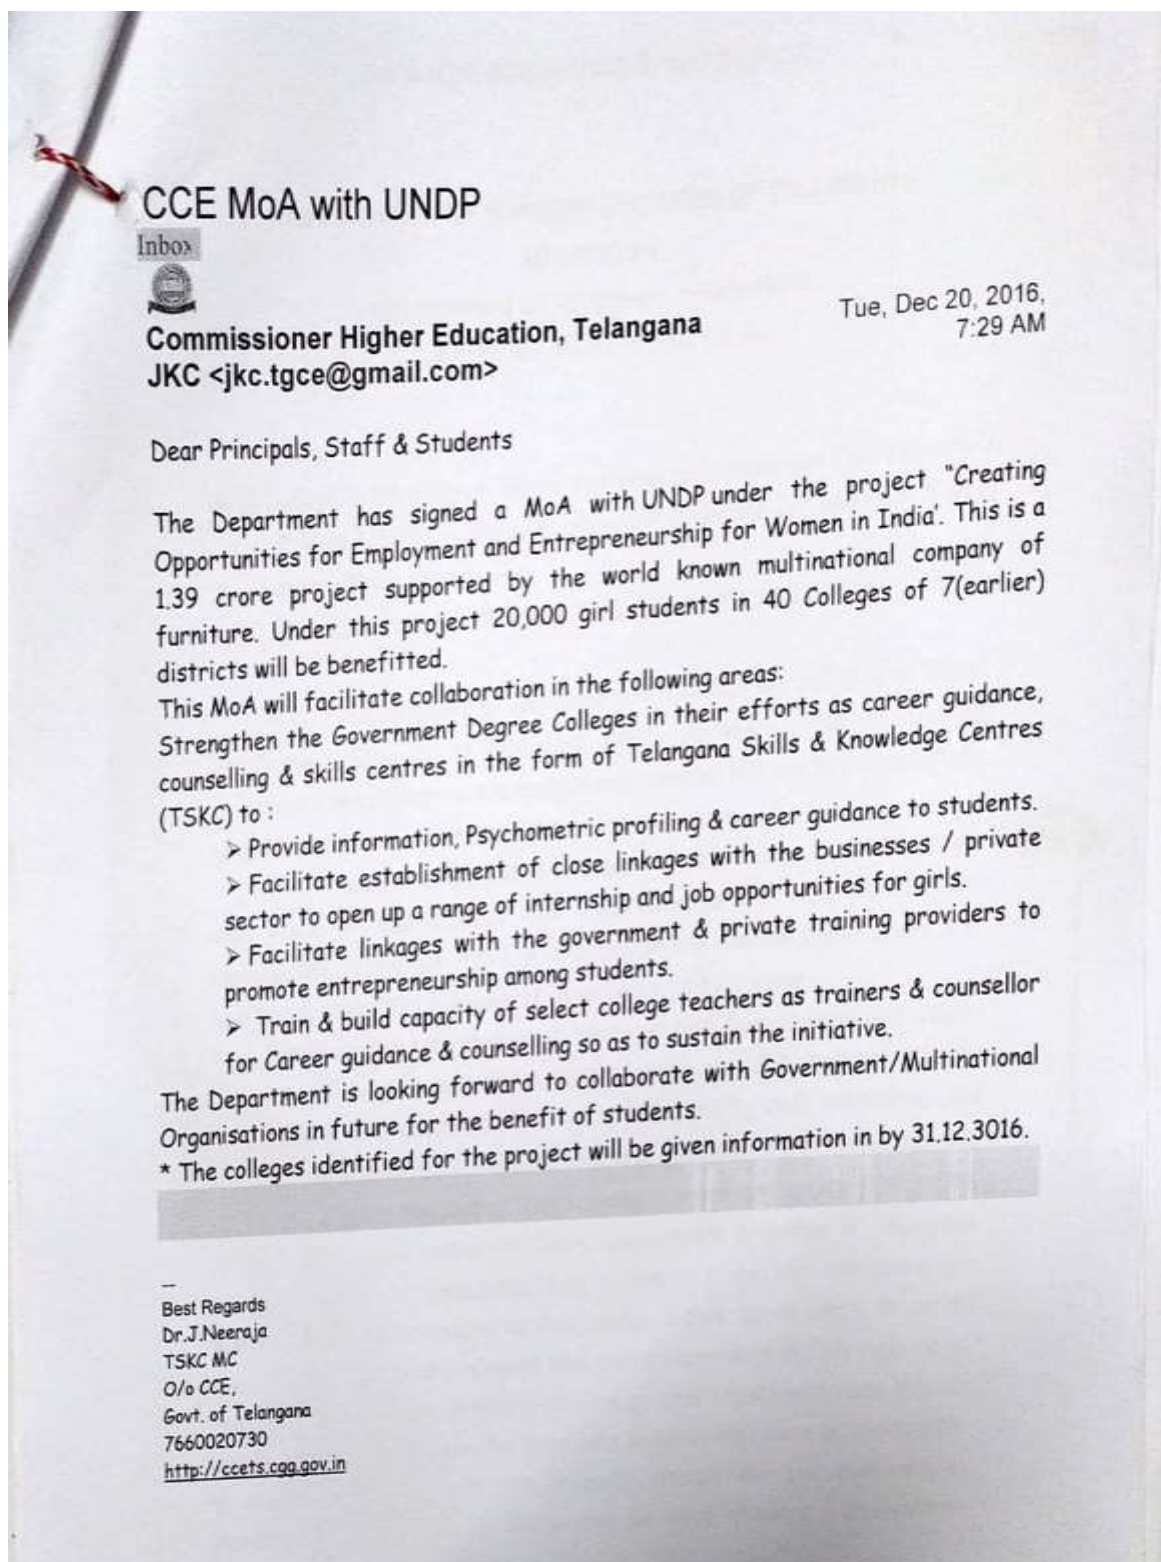 CCE MoA with UNDP
Inbox
Commissioner Higher Education, Telangana
JKC <jkc.tgce@gmail.com>
Tue, Dec 20, 2016,
7:29 AM
Dear Principals, Staff & Students
The Department has signed a MoA with UNDP under the project "Creating
Opportunities for Employment and Entrepreneurship for Women in India'. This is a
1.39 crore project supported by the world known multinational company of
furniture. Under this project 20,000 girl students in 40 Colleges of 7(earlier)
districts will be benefitted.
This MoA will facilitate collaboration in the following areas:
Strengthen the Government Degree Colleges in their efforts as career guidance,
counselling & skills centres in the form of Telangana Skills & Knowledge Centres
(TSKC) to :
➢ Provide information, Psychometric profiling & career guidance to students.
➢ Facilitate establishment of close linkages with the businesses / private
sector to open up a range of internship and job opportunities for girls.
➢ Facilitate linkages with the government & private training providers to
promote entrepreneurship among students.
➢ Train & build capacity of select college teachers as trainers & counsellor
for Career guidance & counselling so as to sustain the initiative.
The Department is looking forward to collaborate with Government/Multinational
Organisations in future for the benefit of students.
* The colleges identified for the project will be given information in by 31.12.3016.
--
Best Regards
Dr.J.Neeraja
TSKC MC
O/o CCE,
Govt. of Telangana
7660020730
http://ccets.cgg.gov.in